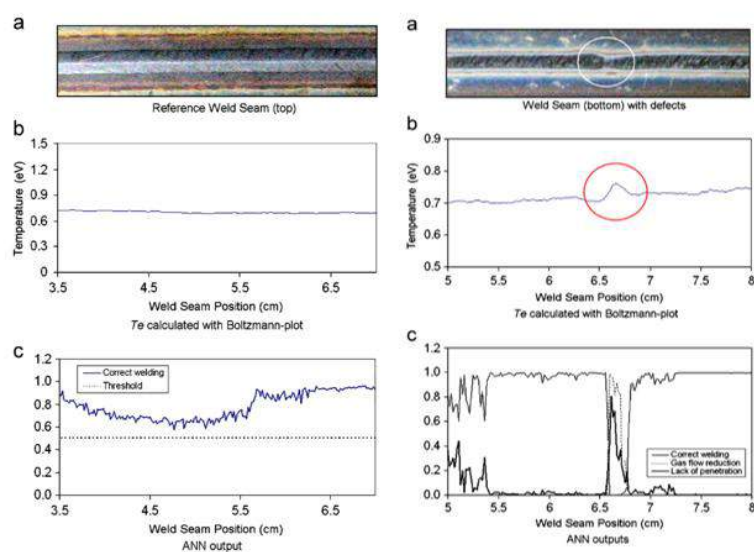 a
Reference Weld Seam (top)
b
1.5
1.2
0.9
0.6
0.3
0
Temperature (eV)
3.5 4.5 5.5 6.5
Weld Seam Position (cm)
Te calculated with Boltzmann-plot
c
1.2
1.0
0.8
0.6
0.4
0.2
0.0
Correct welding
Threshold
3.5 4.5 5.5 6.5
Weld Seam Position (cm)
ANN output
a
Weld Seam (bottom) with defects
b
0.9
0.8
0.7
0.6
0.5
Temperature (eV)
5 5.5 6 6.5 7 7.5 8
Weld Seam Position (cm)
Te calculated with Boltzmann-plot
c
1.0
0.8
0.6
0.4
0.2
0.0
Correct welding
Gas flow reduction
Lack of penetration
5 5.5 6 6.5 7 7.5 8
Weld Seam Position (cm)
ANN outputs